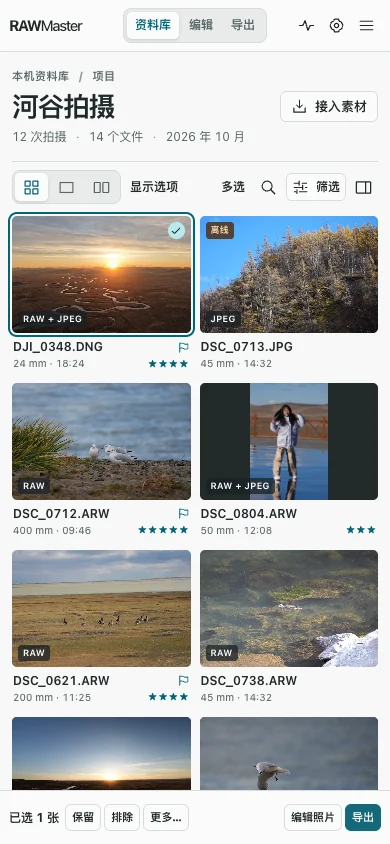 RAWMaster 资料库 编辑 导出
本机资料库 / 项目
河谷拍摄 接入素材
12 次拍摄 · 14 个文件 · 2026 年 10 月
显示选项 多选 筛选
离线
RAW + JPEG JPEG
DJI_0348.DNG DSC_0713.JPG
24 mm · 18:24 ★★★★ 45 mm · 14:32
RAW RAW + JPEG
DSC_0712.ARW DSC_0804.ARW
400 mm · 09:46 ★★★★★ 50 mm · 12:08 ★★★
RAW RAW
DSC_0621.ARW DSC_0738.ARW
200 mm · 11:25 ★★★★ 45 mm · 14:32
已选 1 张 保留 排除 更多... 编辑照片 导出